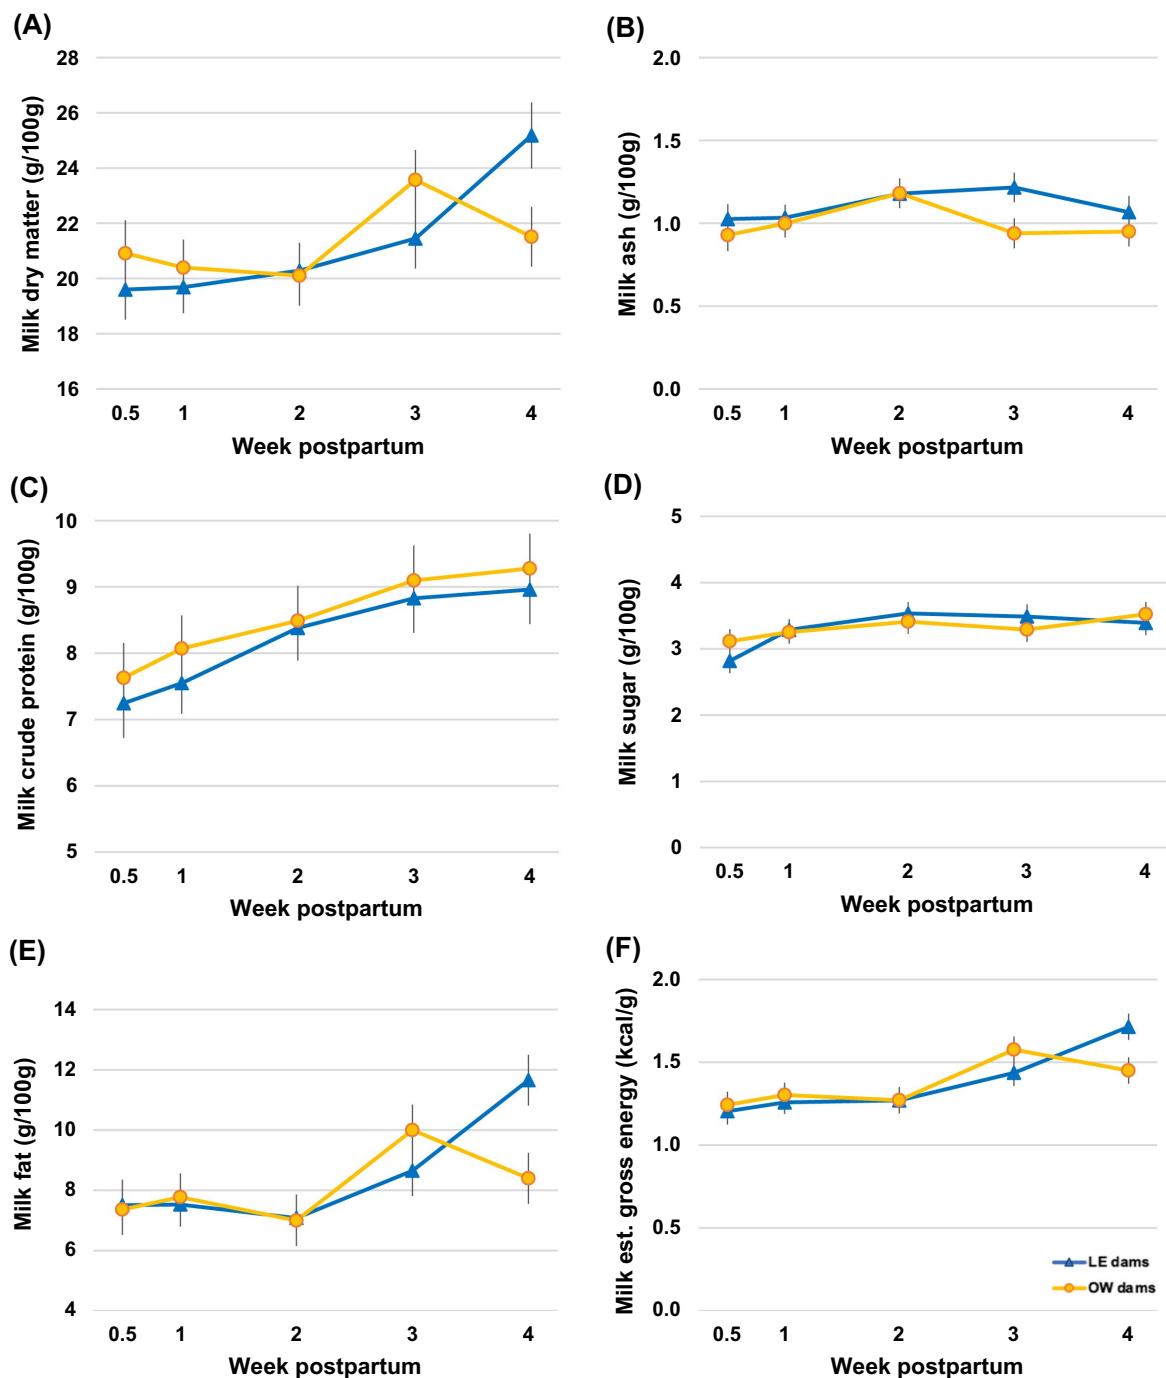 (A)
Milk dry matter (g/100g)
28
26
24
22
20
18
16
0.5 1 2 3 4
Week postpartum
(B)
Milk ash (g/100g)
2.0
1.5
1.0
0.5
0.0
0.5 1 2 3 4
Week postpartum
(C)
Milk crude protein (g/100g)
10
9
8
7
6
5
0.5 1 2 3 4
Week postpartum
(D)
Milk sugar (g/100g)
5
4
3
2
1
0
0.5 1 2 3 4
Week postpartum
(E)
Milk fat (g/100g)
14
12
10
8
6
4
0.5 1 2 3 4
Week postpartum
(F)
Milk est. gross energy (kcal/g)
2.0
1.5
1.0
0.5
0.0
LE dams
OW dams
0.5 1 2 3 4
Week postpartum